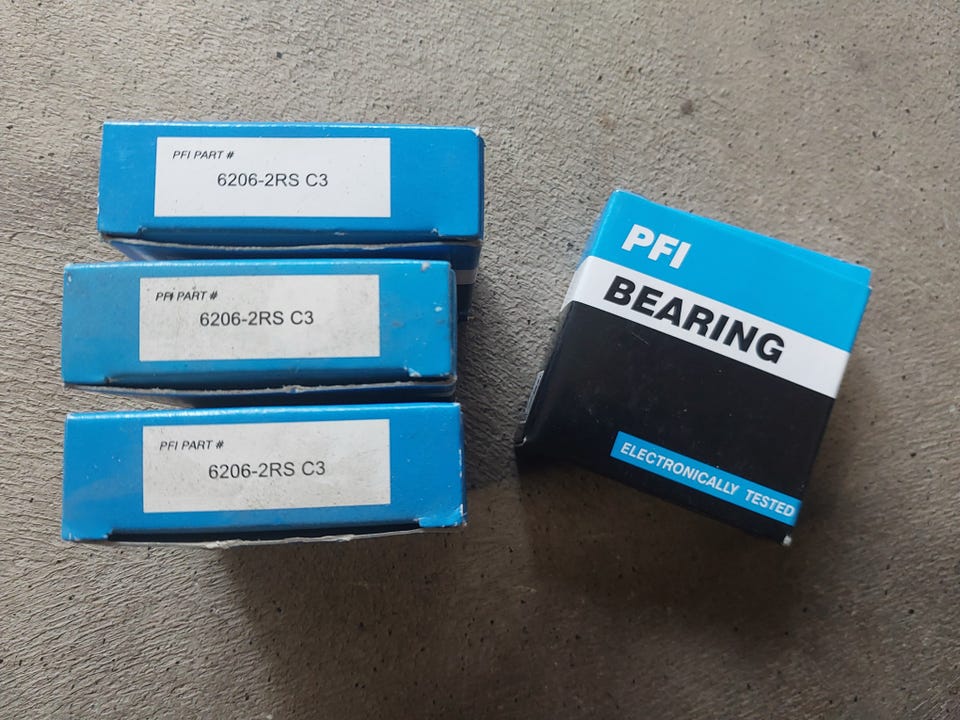 PFI PART #
6206-2RS C3
PFI PART #
6206-2RS C3
PFI PART #
6206-2RS C3
PFI
BEARING
ELECTRONICALLY TESTED